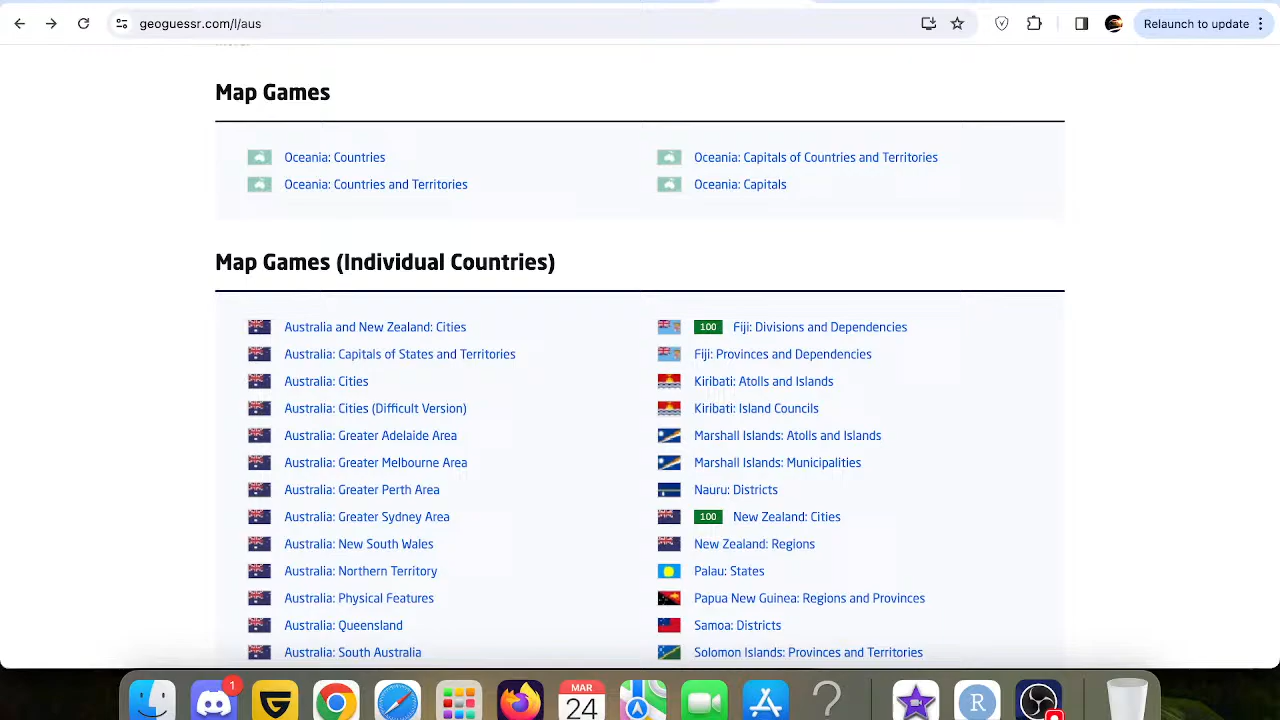 geoguessr.com/l/aus
Relaunch to update
Map Games
Oceania: Countries
Oceania: Capitals of Countries and Territories
Oceania: Countries and Territories
Oceania: Capitals
Map Games (Individual Countries)
Australia and New Zealand: Cities
100 Fiji: Divisions and Dependencies
Australia: Capitals of States and Territories
Fiji: Provinces and Dependencies
Australia: Cities
Kiribati: Atolls and Islands
Australia: Cities (Difficult Version)
Kiribati: Island Councils
Australia: Greater Adelaide Area
Marshall Islands: Atolls and Islands
Australia: Greater Melbourne Area
Marshall Islands: Municipalities
Australia: Greater Perth Area
Nauru: Districts
Australia: Greater Sydney Area
100 New Zealand: Cities
Australia: New South Wales
New Zealand: Regions
Australia: Northern Territory
Palau: States
Australia: Physical Features
Papua New Guinea: Regions and Provinces
Australia: Queensland
Samoa: Districts
Australia: South Australia
Solomon Islands: Provinces and Territories
1
MAR
24
?
R